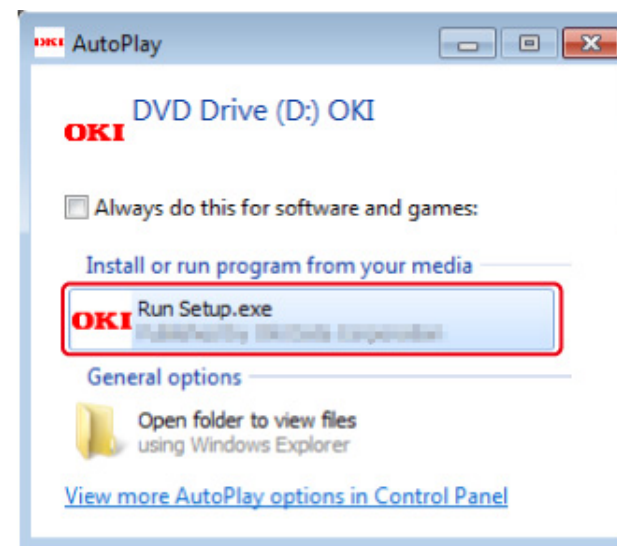 OKI AutoPlay
OKI DVD Drive (D:) OKI
Always do this for software and games:
Install or run program from your media
OKI Run Setup.exe
General options
Open folder to view files
using Windows Explorer
View more AutoPlay options in Control Panel